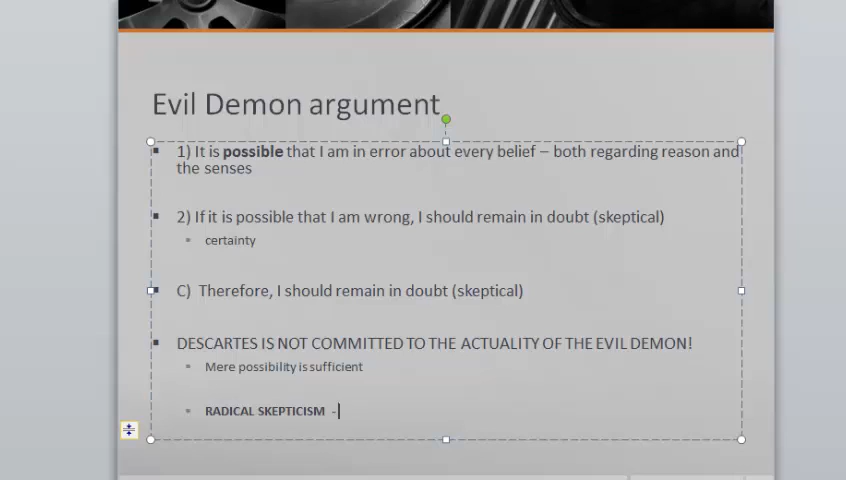 Evil Demon argument
1) It is possible that I am in error about every belief – both regarding reason and
the senses
2) If it is possible that I am wrong, I should remain in doubt (skeptical)
certainty
C)  Therefore, I should remain in doubt (skeptical)
DESCARTES IS NOT COMMITTED TO THE ACTUALITY OF THE EVIL DEMON!
Mere possibility is sufficient
RADICAL SKEPTICISM  -